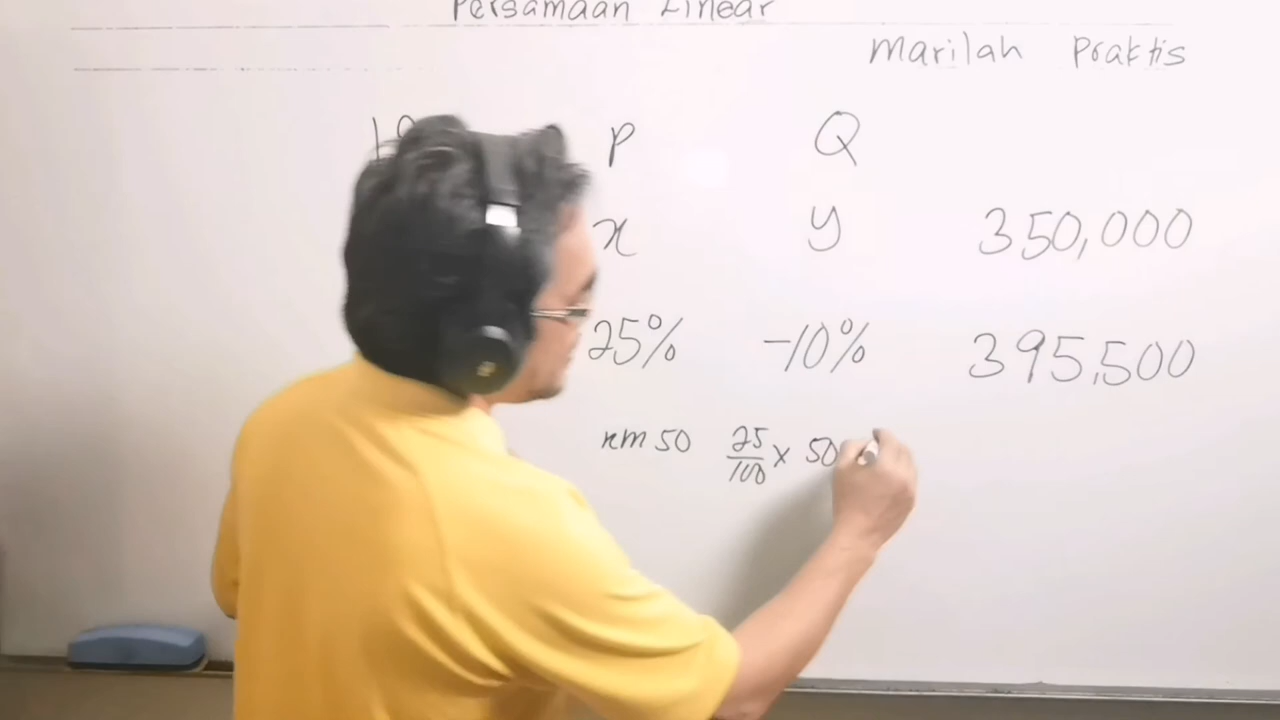 Persamaan Linear
Marilah Praktis
P Q
x y 350,000
25% -10% 395,500
RM 50 25/100 x 50